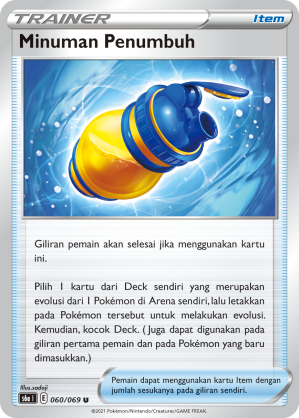 TRAINER Item
Minuman Penumbuh
Giliran pemain akan selesai jika menggunakan kartu
ini.
Pilih 1 kartu dari Deck sendiri yang merupakan
evolusi dari 1 Pokémon di Arena sendiri, lalu letakkan
pada Pokémon tersebut untuk melakukan evolusi.
Kemudian, kocok Deck. ( Juga dapat digunakan pada
giliran pertama pemain dan Pokémon yang baru
dimasukkan.)
Illus.sadaji
E 060/069 U
Pemain dapat menggunakan kartu Item dengan
jumlah sesukanya pada giliran sendiri.
©2021 Pokémon/Nintendo/Creatures/GAME FREAK.